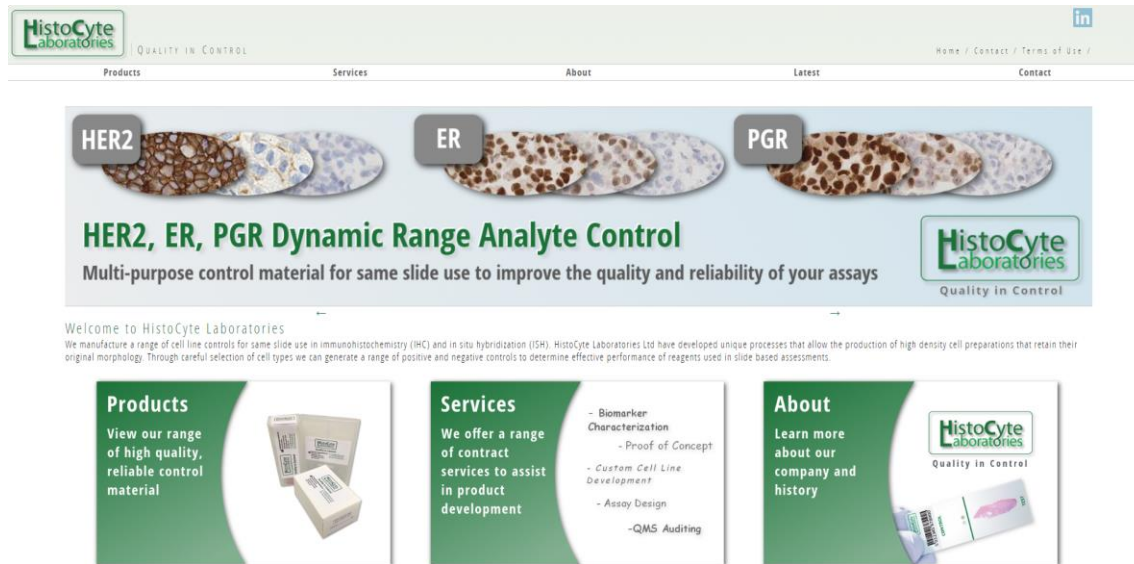 HistoCyte
Laboratories
QUALITY IN CONTROL
in
Home / Contact / Terms of Use /
Products
Services
About
Latest
Contact
HER2
ER
PGR
HER2, ER, PGR Dynamic Range Analyte Control
Multi-purpose control material for same slide use to improve the quality and reliability of your assays
HistoCyte
Laboratories
Quality in Control
← →
Welcome to HistoCyte Laboratories
We manufacture a range of cell line controls for same slide use in immunohistochemistry (IHC) and in situ hybridization (ISH). HistoCyte Laboratories Ltd have developed unique processes that allow the production of high density cell preparations that retain their
original morphology. Through careful selection of cell types we can generate a range of positive and negative controls to determine effective performance of reagents used in slide based assessments.
Products
View our range
of high quality,
reliable control
material
Services
We offer a range
of contract
services to assist
in product
development
- Biomarker
Characterization
- Proof of Concept
- Custom Cell Line
Development
- Assay Design
-QMS Auditing
About
Learn more
about our
company and
history
HistoCyte
Laboratories
Quality in Control